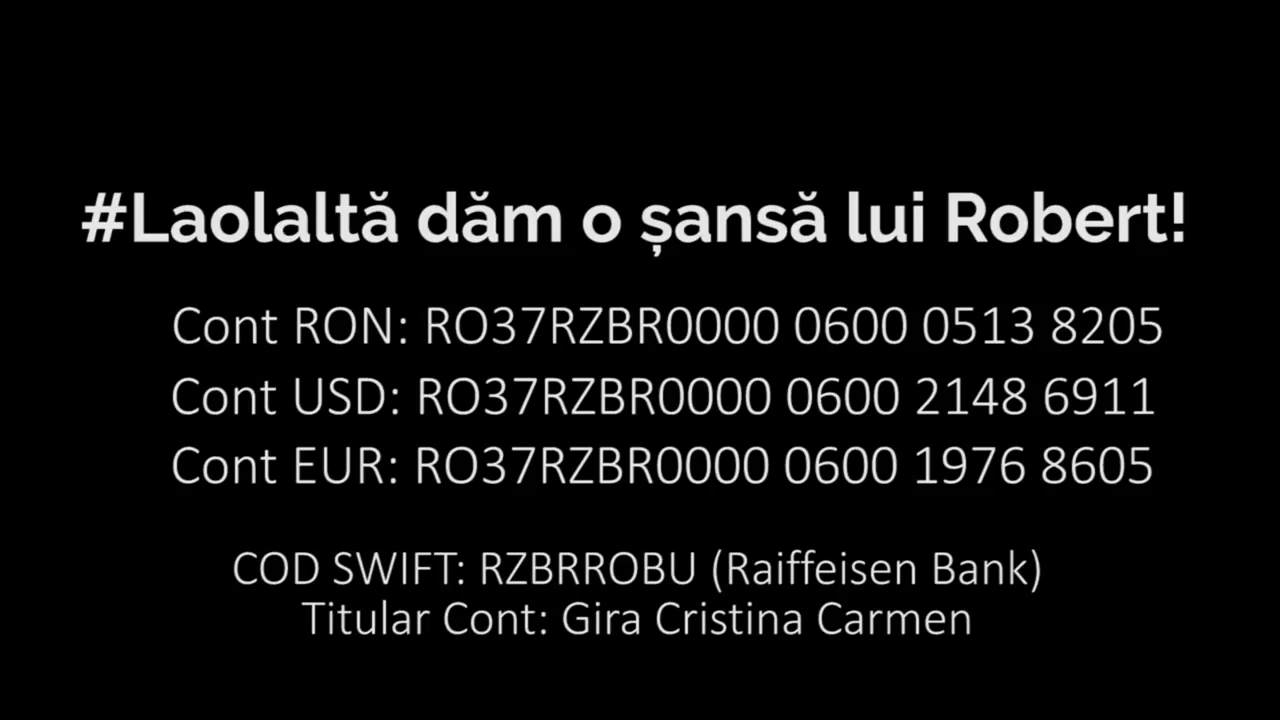 #Laolaltă dăm o șansă lui Robert!
Cont RON: RO37RZBR0000 0600 0513 8205
Cont USD: RO37RZBR0000 0600 2148 6911
Cont EUR: RO37RZBR0000 0600 1976 8605
COD SWIFT: RZBRROBU (Raiffeisen Bank)
Titular Cont: Gira Cristina Carmen